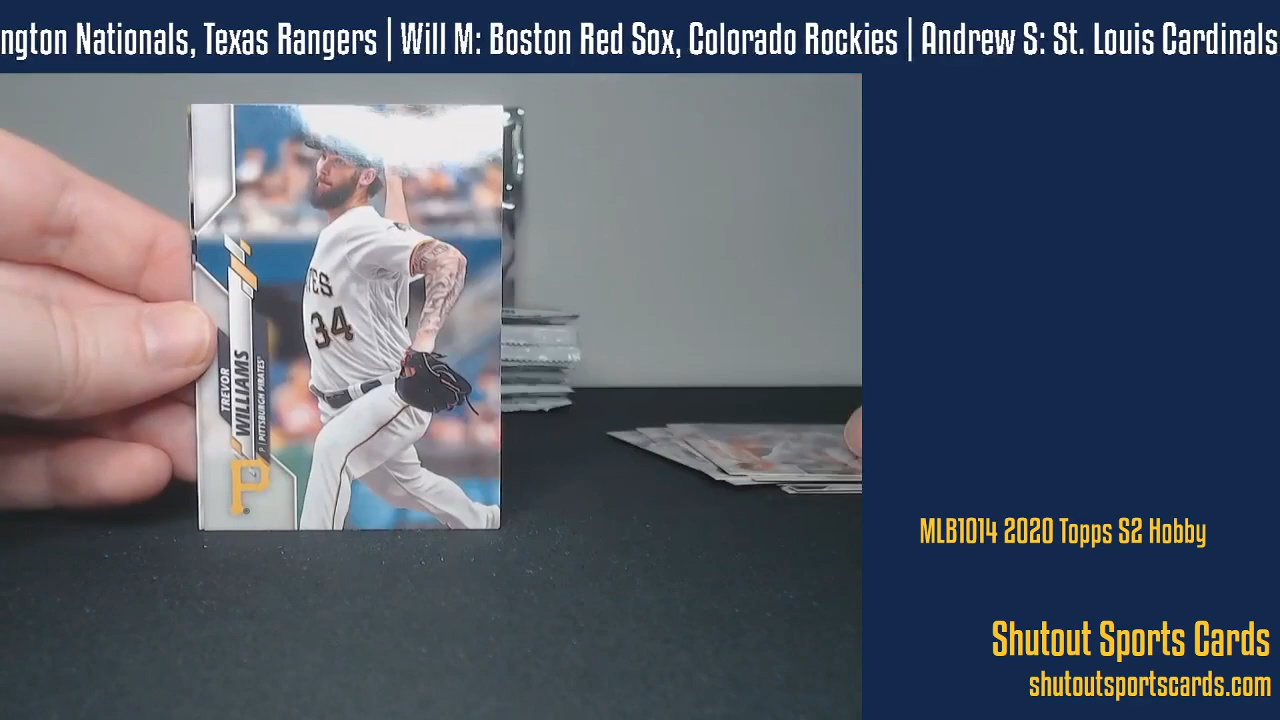 ngton Nationals, Texas Rangers | Will M: Boston Red Sox, Colorado Rockies | Andrew S: St. Louis Cardinals
34
TREVOR
WILLIAMS
P | PITTSBURGH PIRATES
P
MLB1014 2020 Topps S2 Hobby
Shutout Sports Cards
shutoutsportscards.com